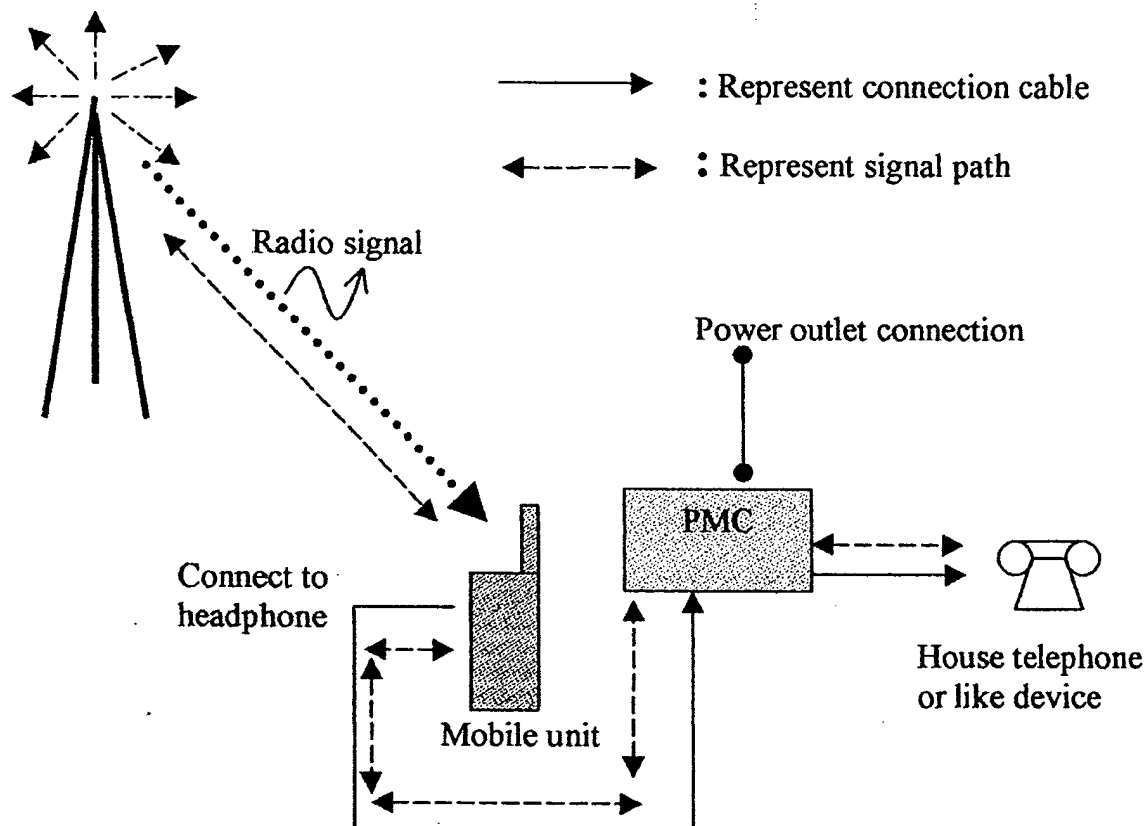 : Represent connection cable
: Represent signal path
Radio signal
Power outlet connection
PMC
Connect to
headphone
Mobile unit
House telephone
or like device